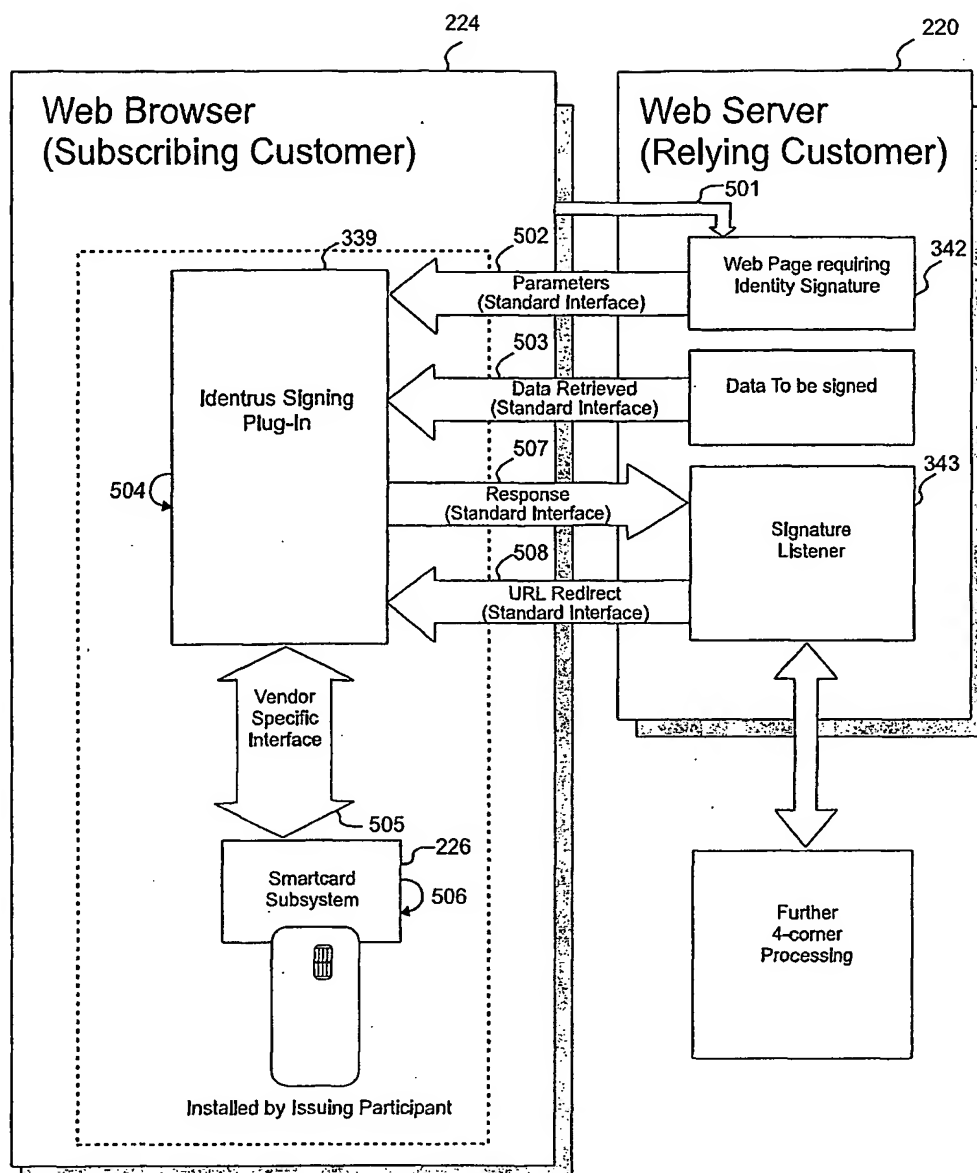 224
220
Web Browser
(Subscribing Customer)
Web Server
(Relying Customer)
501
339
502
342
Parameters
(Standard Interface)
Web Page requiring
Identity Signature
503
Identrus Signing
Plug-In
Data Retrieved
(Standard Interface)
Data To be signed
507
343
504
Response
(Standard Interface)
Signature
Listener
508
URL Redirect
(Standard Interface)
Vendor
Specific
Interface
505
226
Smartcard
Subsystem
506
Further
4-corner
Processing
Installed by Issuing Participant